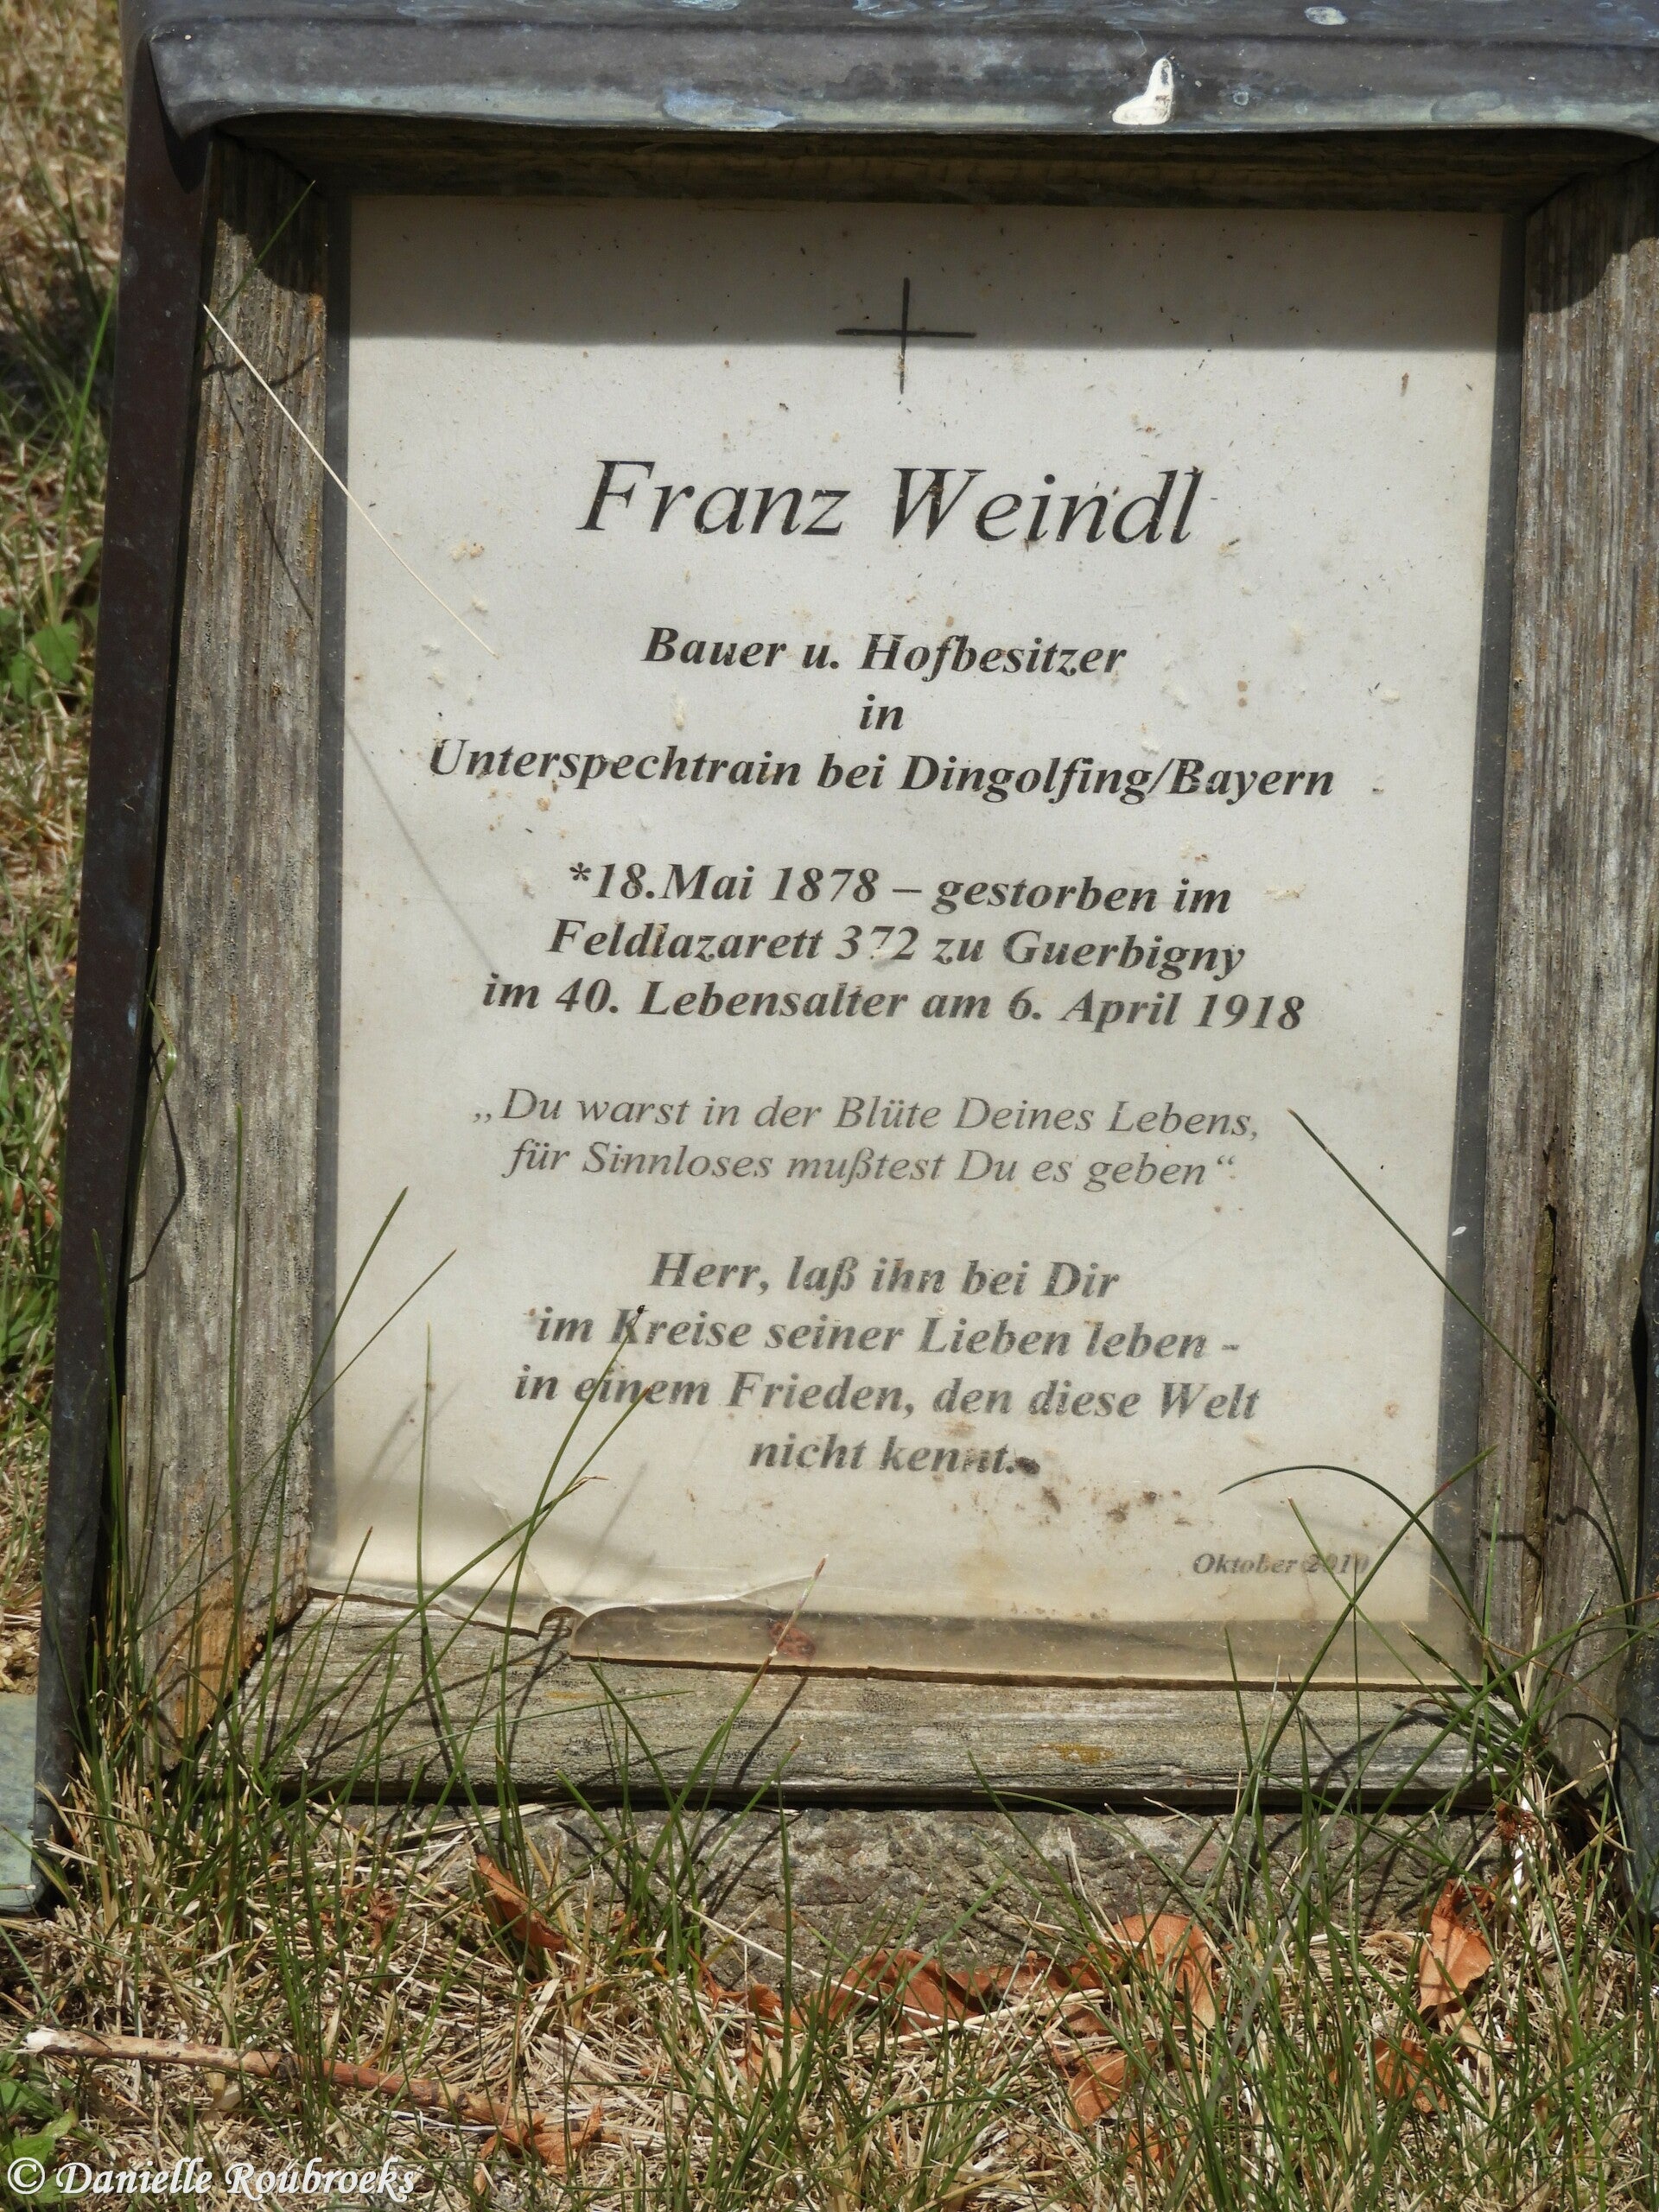 Franz Weindl
Bauer u. Hofbesitzer
in
Unterspechtrain bei Dingolfing/Bayern
*18.Mai 1878 – gestorben im
Feldlazarett 372 zu Guerbigny
im 40. Lebensalter am 6. April 1918
„Du warst in der Blüte Deines Lebens,
für Sinnloses mußtest Du es geben“
Herr, laß ihn bei Dir
im Kreise seiner Lieben leben -
in einem Frieden, den diese Welt
nicht kennt.
Oktober 2010
© Danielle Roubroeks